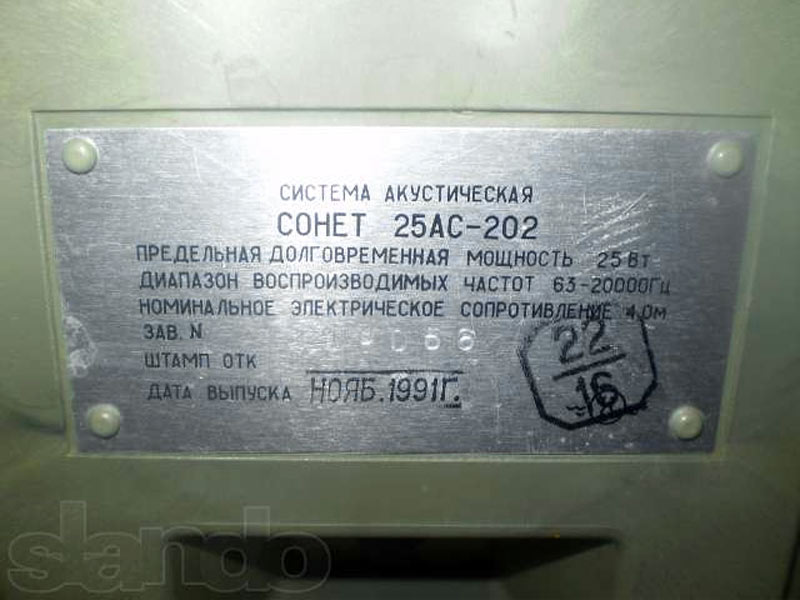 СИСТЕМА АКУСТИЧЕСКАЯ
СОНЕТ 25АС-202
ПРЕДЕЛЬНАЯ ДОЛГОВРЕМЕННАЯ МОЩНОСТЬ 25 Вт
ДИАПАЗОН ВОСПРОИЗВОДИМЫХ ЧАСТОТ 63-20000Гц
НОМИНАЛЬНОЕ ЭЛЕКТРИЧЕСКОЕ СОПРОТИВЛЕНИЕ 4 Ом
ЗАВ. N
ШТАМП ОТК
22
16
ДАТА ВЫПУСКА НОЯБ.1991Г.
slando